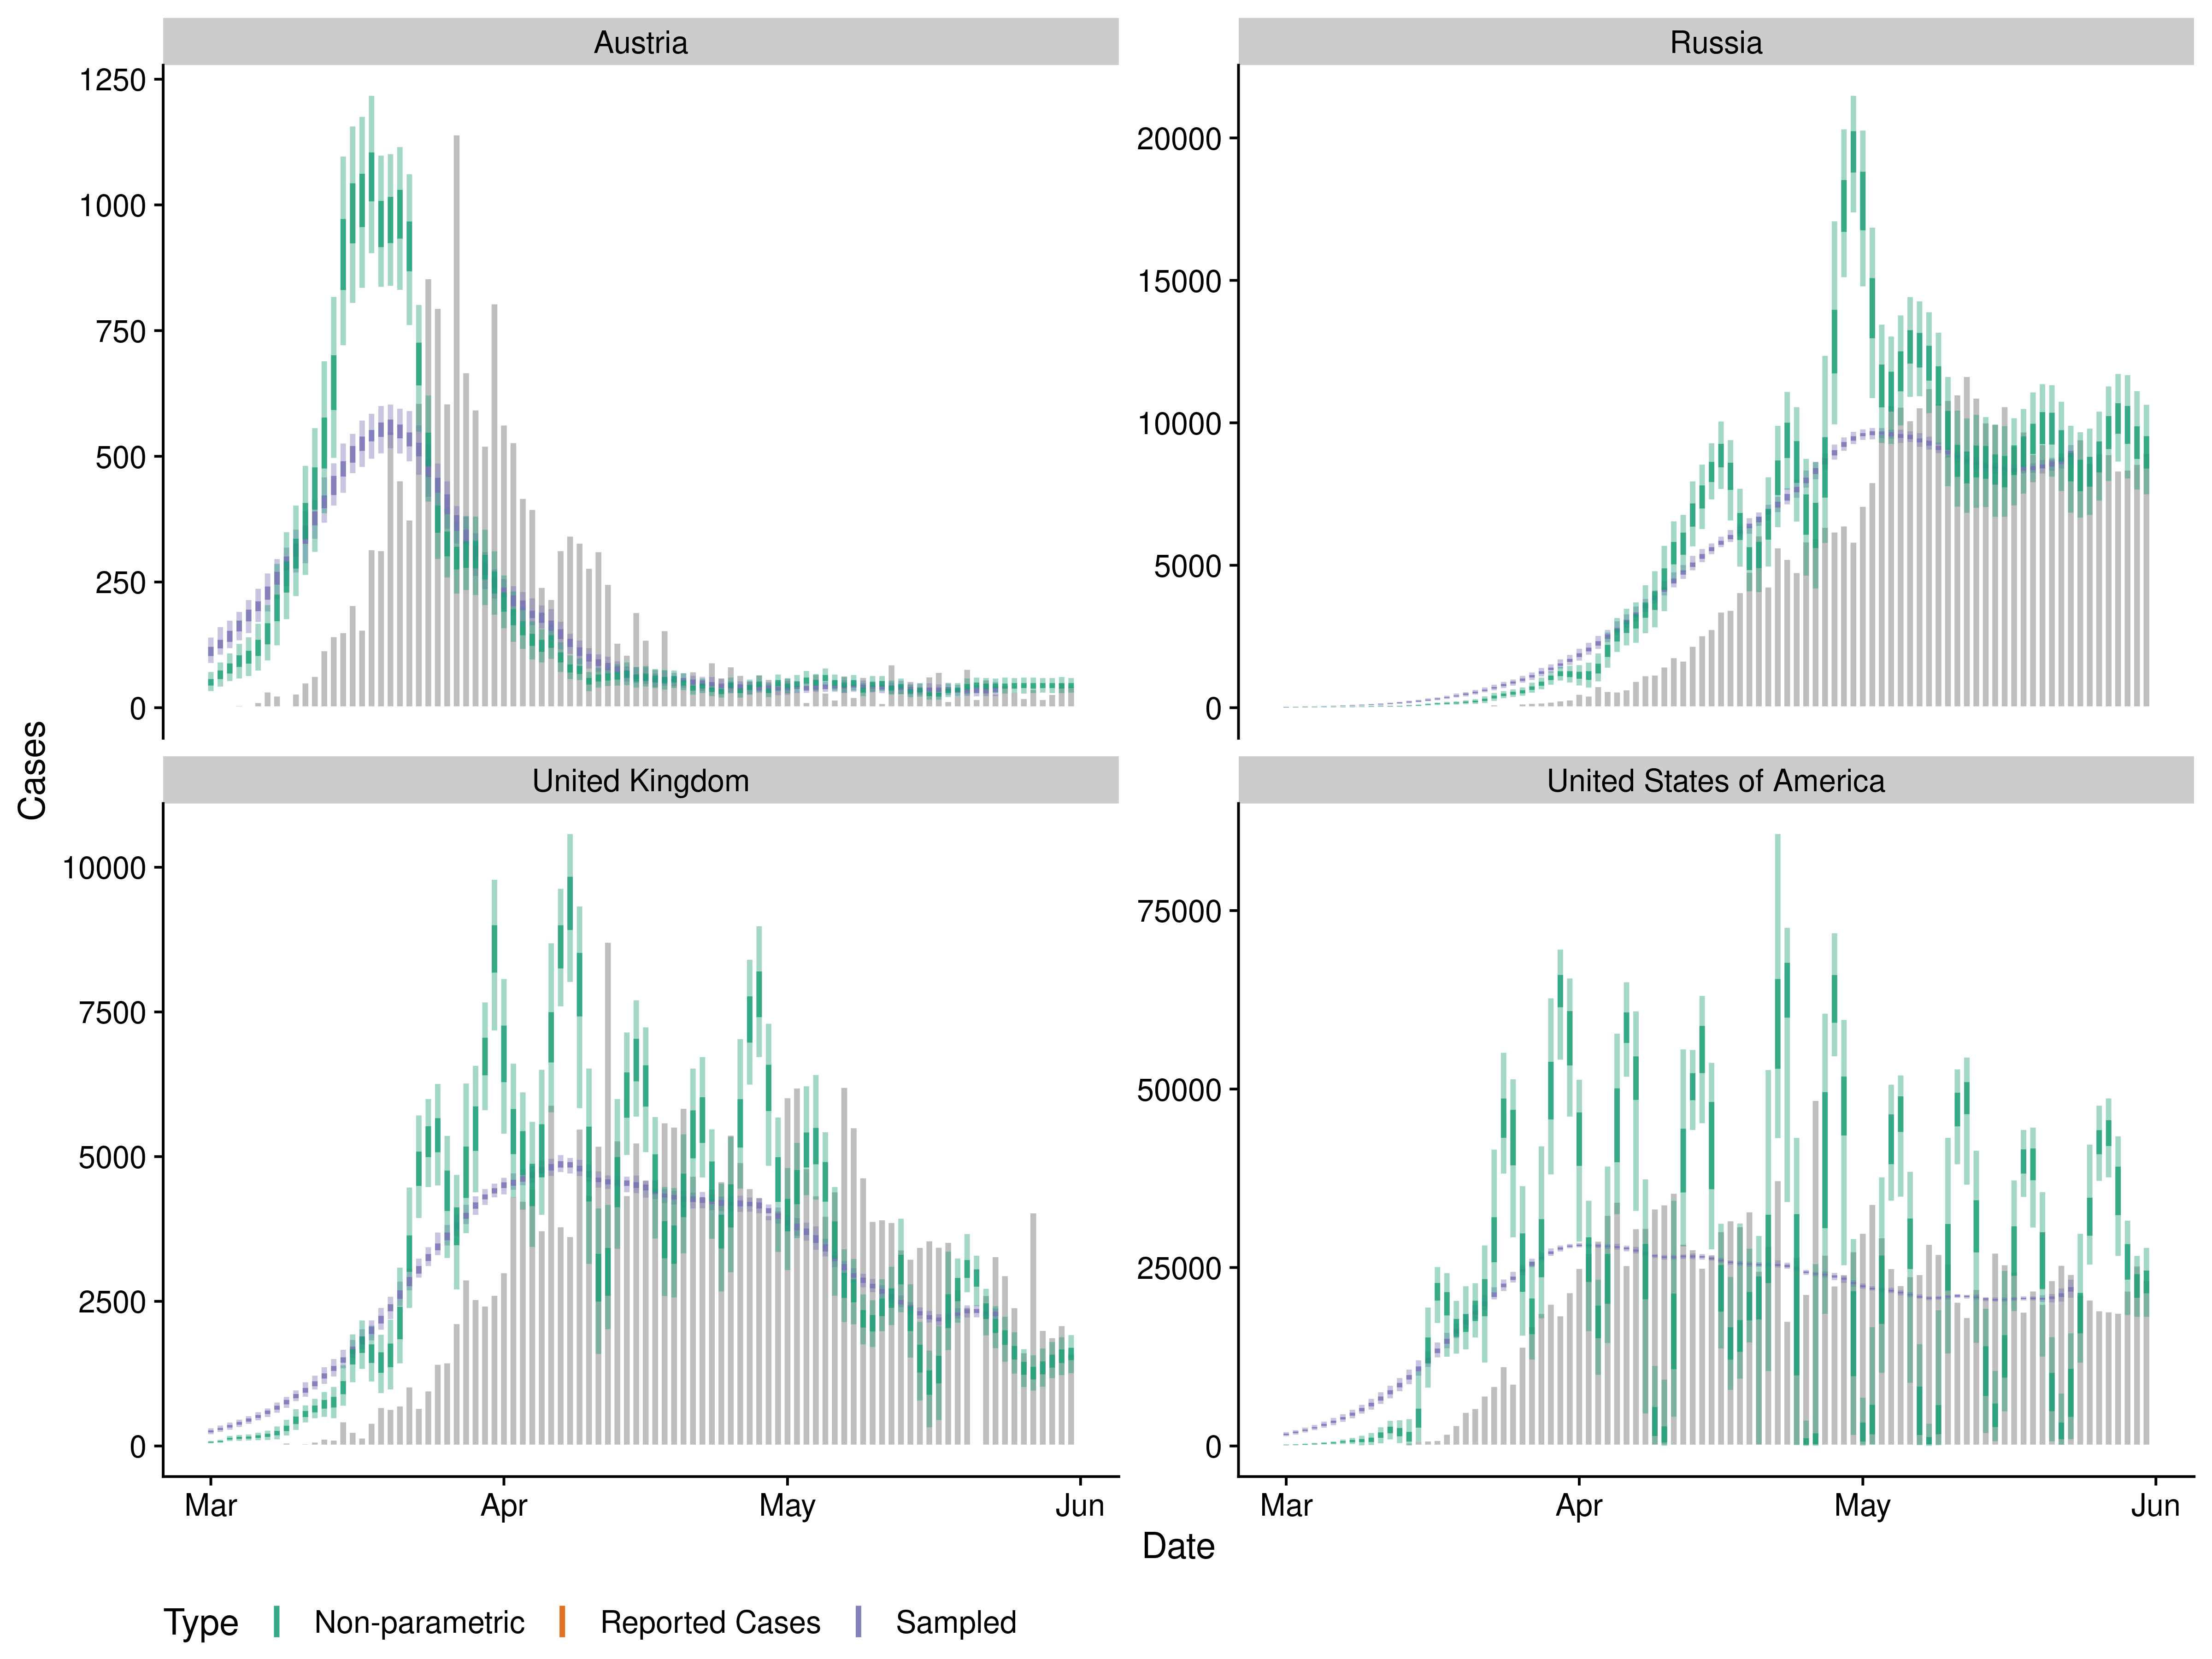 Austria
Russia
1250
1000
750
500
250
0
20000
15000
10000
5000
0
Cases
United Kingdom
United States of America
10000
7500
5000
2500
0
75000
50000
25000
0
Mar Apr May Jun
Mar Apr May Jun
Date
Type Non-parametric Reported Cases Sampled